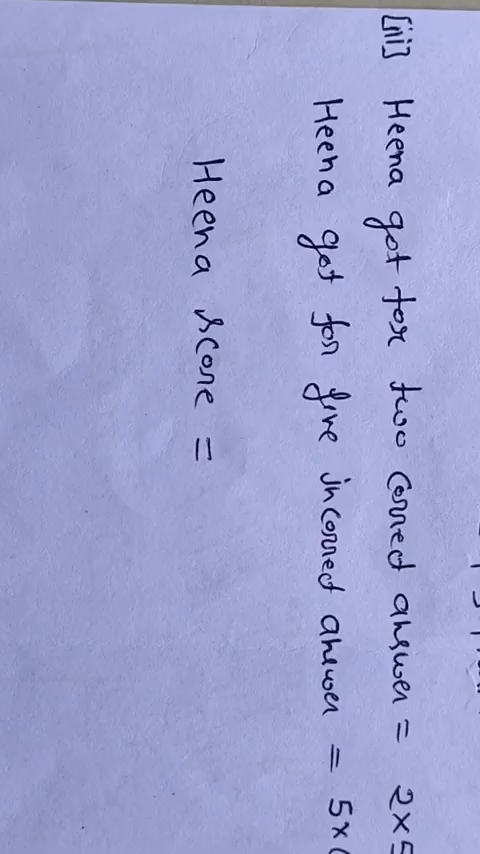 [iii] Heena got for two correct answer = 2×5
Heena got for five incorrect answer = 5×(
Heena score =